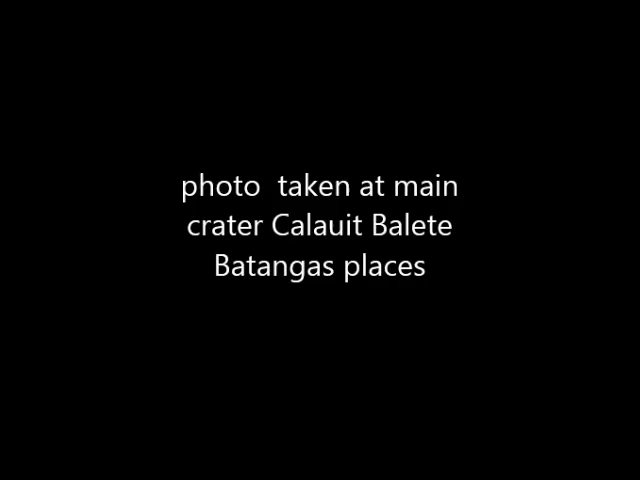 photo  taken at main
crater Calauit Balete
Batangas places